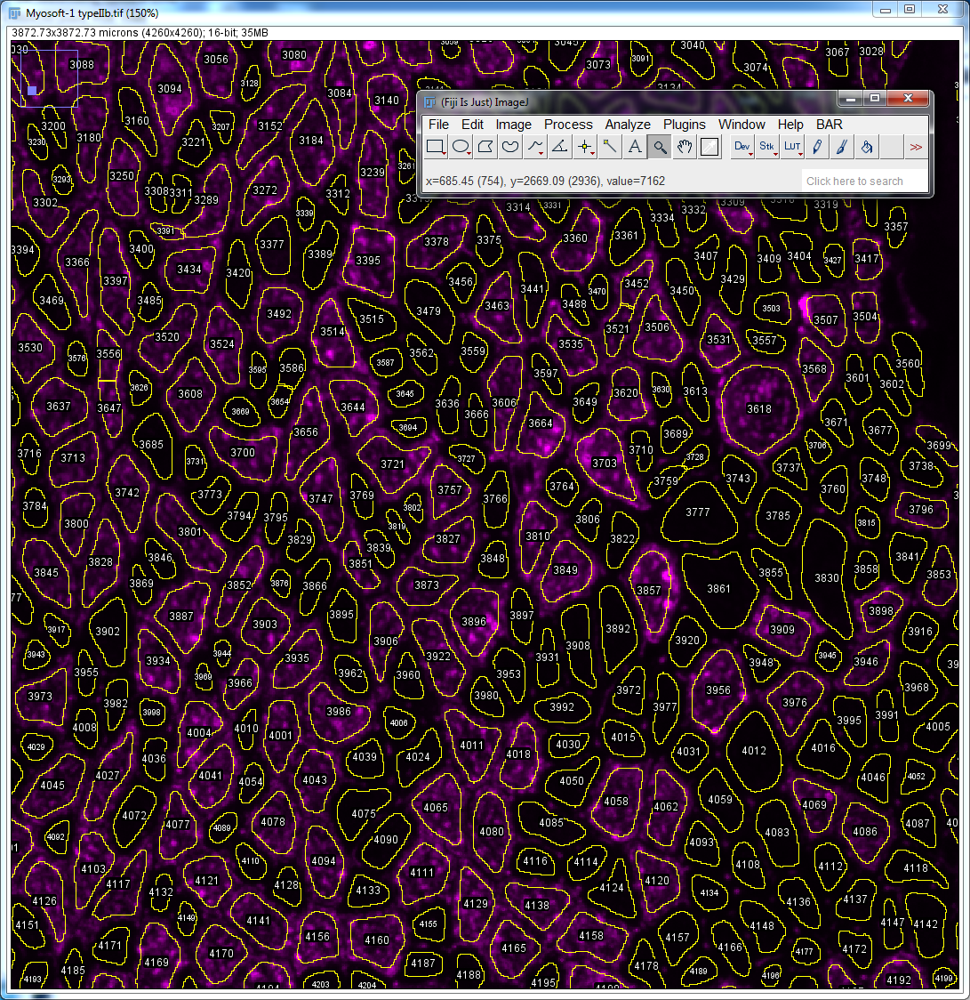 Myosoft-1 typeIIb.tif (150%)
3872.73x3872.73 microns (4260x4260); 16-bit; 35MB
(Fiji Is Just) ImageJ
File Edit Image Process Analyze Plugins Window Help BAR
Dev Stk LUT >>
x=685.45 (754), y=2669.09 (2936), value=7162
Click here to search
3088 3056 3080 3073 3091 3040 3067 3028
3094 3128 3084 3074
3200 3160 3207 3152 3140
3230 3180 3221 3184
3293 3250 3308 3311 3272 3312 3239
3302 3289 3339 3314 3331 3334 3332 3309 3319
3394 3391 3400 3377 3378 3375 3360 3361 3357
3366 3434 3420 3389 3395 3407 3409 3404 3427 3417
3397 3456 3441 3470 3452 3450 3429
3469 3485 3492 3515 3479 3463 3488 3503 3507 3504
3530 3520 3524 3514 3535 3521 3506 3531 3557
3576 3556 3595 3586 3587 3562 3559 3597 3568 3560
3626 3608 3654 3645 3606 3649 3620 3630 3613 3601 3602
3637 3647 3669 3644 3636 3666 3664 3618
3685 3656 3694 3689 3671 3677
3716 3713 3731 3700 3721 3727 3703 3710 3728 3706 3699
3742 3773 3747 3769 3757 3764 3759 3743 3737 3760 3748 3738
3784 3800 3794 3795 3802 3766 3806 3777 3785 3815 3796
3801 3829 3839 3819 3827 3810 3822
3845 3828 3846 3851 3848 3849 3855 3830 3858 3841
3869 3852 3876 3866 3873 3857 3861 3853
3917 3902 3887 3903 3895 3896 3897 3892 3909 3898
3943 3934 3944 3935 3906 3922 3931 3908 3920 3945 3916
3955 3969 3966 3962 3960 3953 3948 3946
3973 3982 3998 3986 3980 3992 3972 3977 3956 3976 3968
4008 4004 4010 4001 4006 3995 3991
4029 4036 4039 4024 4011 4018 4030 4015 4031 4012 4016 4005
4045 4027 4041 4054 4043 4050 4046 4052
4072 4077 4089 4078 4075 4065 4085 4058 4062 4059 4069
4092 4090 4080 4093 4083 4086 4087
4103 4117 4110 4094 4111 4116 4114 4108 4112 4118
4126 4132 4121 4128 4133 4129 4138 4124 4120 4134 4136 4137
4151 4149 4141 4155 4148 4147 4142
4171 4169 4170 4156 4160 4165 4158 4157 4166 4177 4172
4193 4185 4203 4204 4187 4188 4195 4178 4189 4196 4192 4199